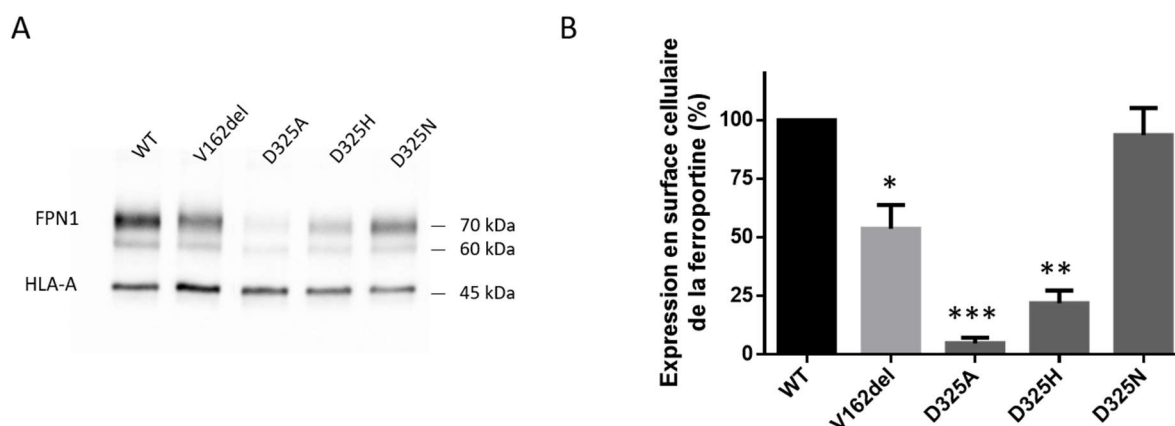 A
WT
V162del
D325A
D325H
D325N
FPN1
70 kDa
60 kDa
HLA-A
45 kDa
B
Expression en surface cellulaire
de la ferroportine (%)
100
75
50
25
0
*
***
**
WT
V162del
D325A
D325H
D325N